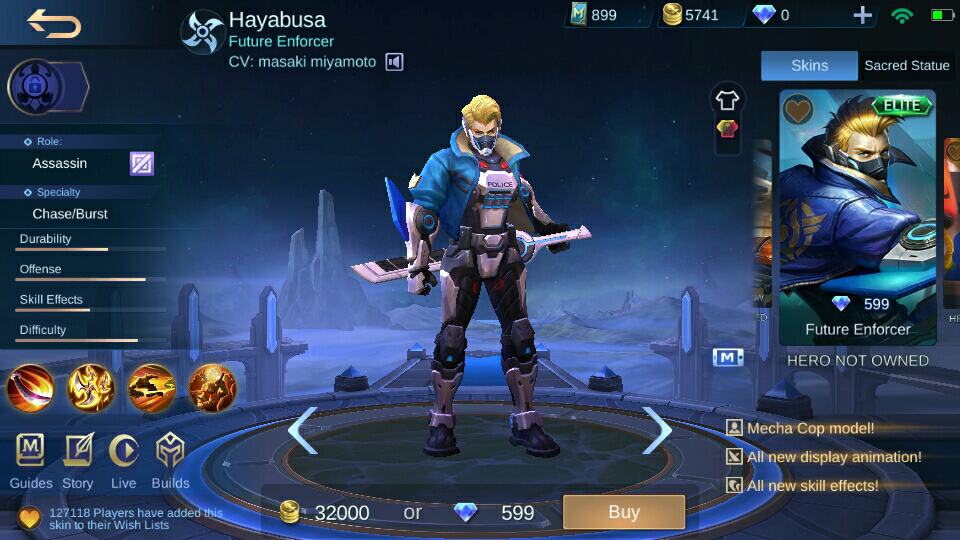 Hayabusa
Future Enforcer
CV: masaki miyamoto
899
5741
0
Skins
Sacred Statue
Role:
Assassin
Specialty
Chase/Burst
Durability
Offense
Skill Effects
Difficulty
POLICE
ELITE
599
Future Enforcer
HERO NOT OWNED
M
Mecha Cop model!
All new display animation!
All new skill effects!
Guides
Story
Live
Builds
127118 Players have added this
skin to their Wish Lists
32000 or 599
Buy